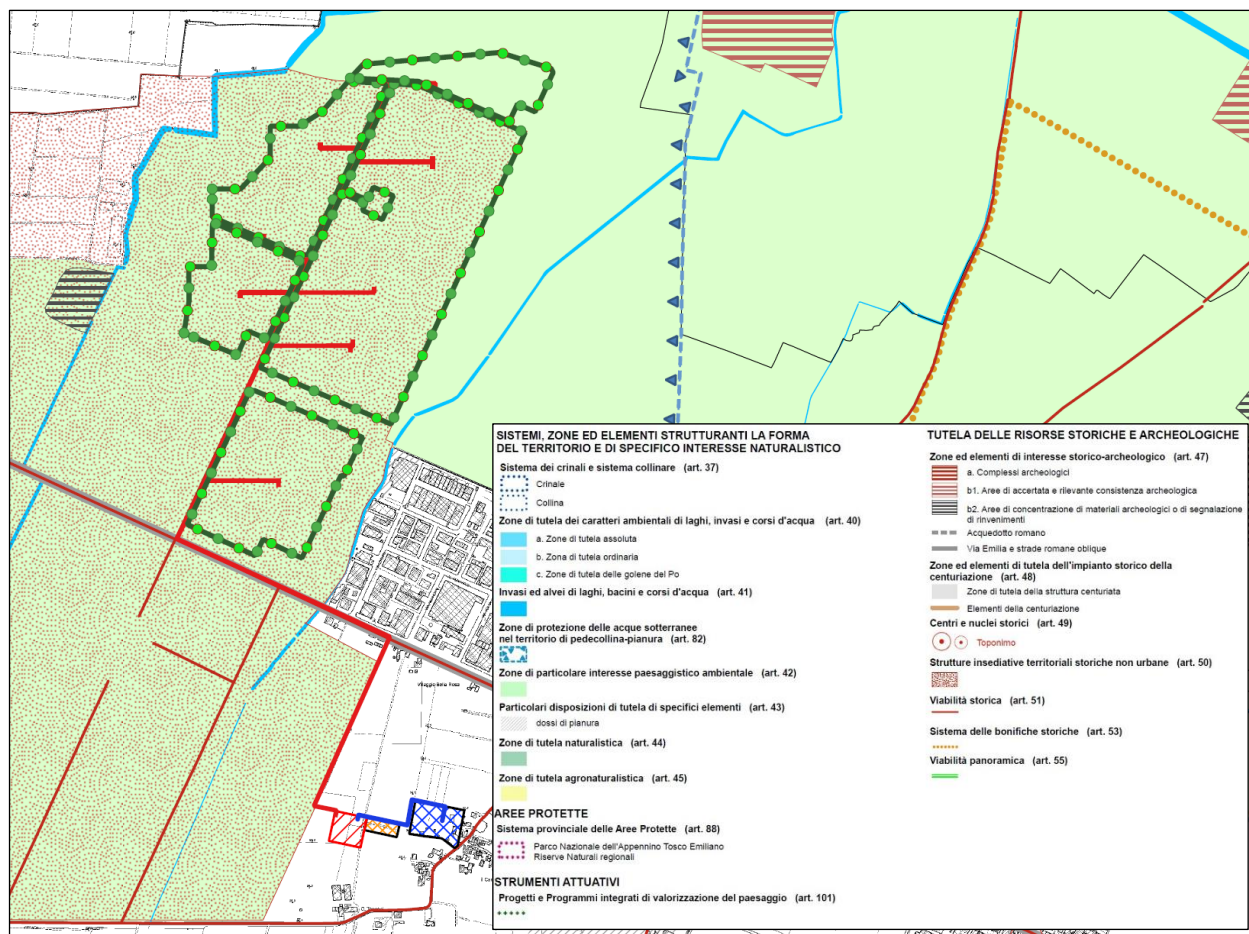 SISTEMI, ZONE ED ELEMENTI STRUTTURANTI LA FORMA
DEL TERRITORIO E DI SPECIFICO INTERESSE NATURALISTICO
Sistema dei crinali e sistema collinare (art. 37)
Crinale
Collina
Zone di tutela dei caratteri ambientali di laghi, invasi e corsi d'acqua (art. 40)
a. Zone di tutela assoluta
b. Zona di tutela ordinaria
c. Zone di tutela delle golene del Po
Invasi ed alvei di laghi, bacini e corsi d'acqua (art. 41)
Zone di protezione delle acque sotterranee
nel territorio di pedecollina-pianura (art. 82)
Zone di particolare interesse paesaggistico ambientale (art. 42)
Particolari disposizioni di tutela di specifici elementi (art. 43)
dossi di pianura
Zone di tutela naturalistica (art. 44)
Zone di tutela agronaturalistica (art. 45)
AREE PROTETTE
Sistema provinciale delle Aree Protette (art. 88)
Parco Nazionale dell'Appennino Tosco Emiliano
Riserve Naturali regionali
STRUMENTI ATTUATIVI
Progetti e Programmi integrati di valorizzazione del paesaggio (art. 101)
TUTELA DELLE RISORSE STORICHE E ARCHEOLOGICHE
Zone ed elementi di interesse storico-archeologico (art. 47)
a. Complessi archeologici
b1. Aree di accertata e rilevante consistenza archeologica
b2. Aree di concentrazione di materiali archeologici o di segnalazione
di rinvenimenti
Acquedotto romano
Via Emilia e strade romane oblique
Zone ed elementi di tutela dell'impianto storico della
centuriazione (art. 48)
Zone di tutela della struttura centuriata
Elementi della centuriazione
Centri e nuclei storici (art. 49)
Toponimo
Strutture insediative territoriali storiche non urbane (art. 50)
Viabilità storica (art. 51)
Sistema delle bonifiche storiche (art. 53)
Viabilità panoramica (art. 55)